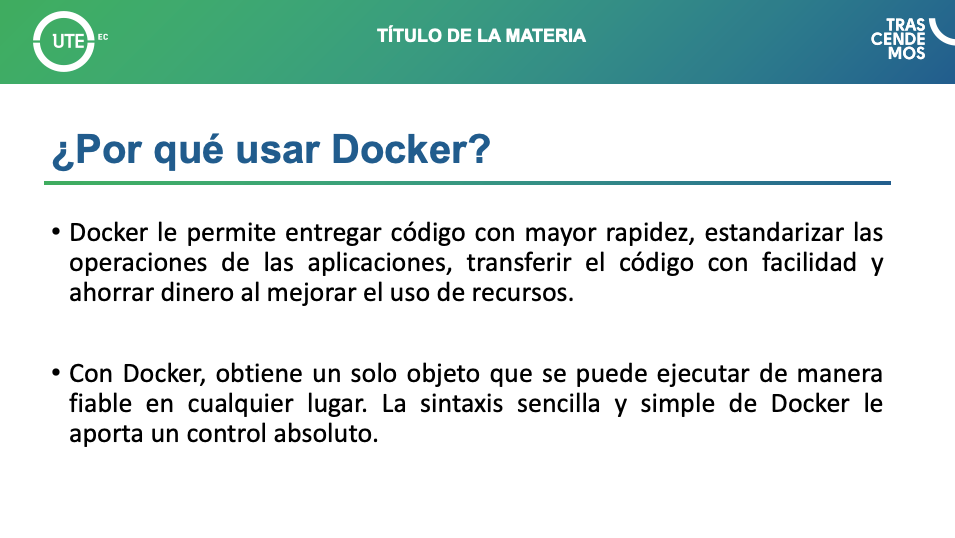 UTE EC
TÍTULO DE LA MATERIA
TRAS
CENDE
MOS
¿Por qué usar Docker?
• Docker le permite entregar código con mayor rapidez, estandarizar las
operaciones de las aplicaciones, transferir el código con facilidad y
ahorrar dinero al mejorar el uso de recursos.
• Con Docker, obtiene un solo objeto que se puede ejecutar de manera
fiable en cualquier lugar. La sintaxis sencilla y simple de Docker le
aporta un control absoluto.